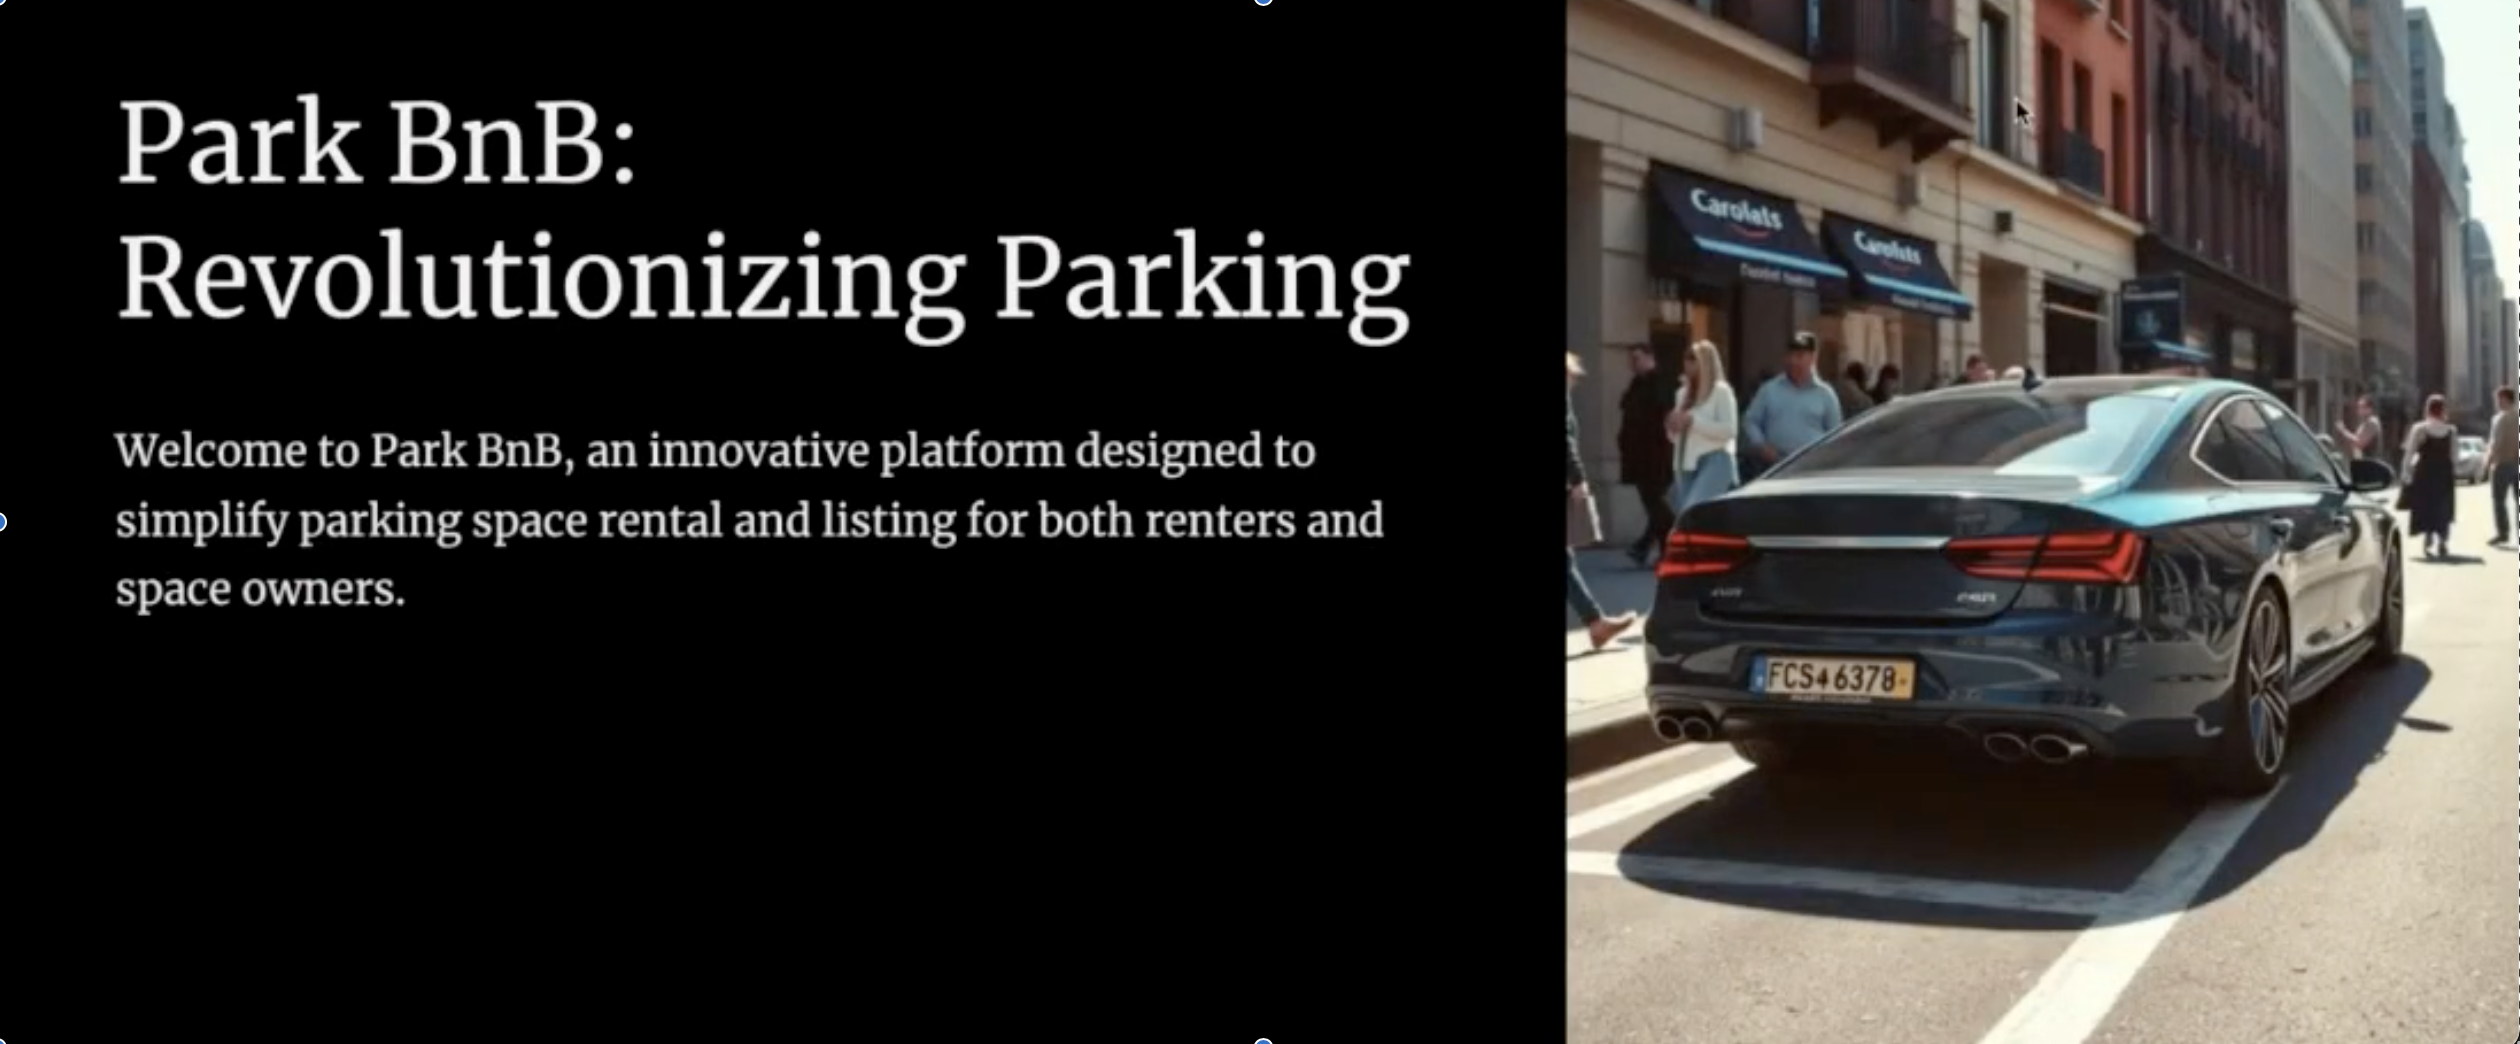 Park BnB:
Revolutionizing Parking
Welcome to Park BnB, an innovative platform designed to
simplify parking space rental and listing for both renters and
space owners.
Carolats
Carolsts
FCS46378